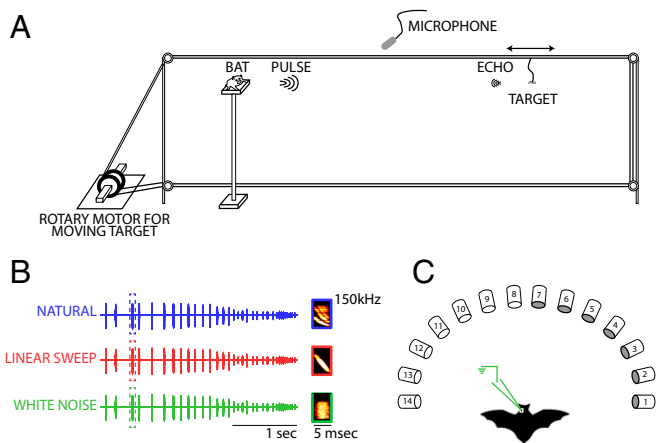 A
MICROPHONE
BAT
PULSE
ECHO
TARGET
ROTARY MOTOR FOR
MOVING TARGET
B
NATURAL
150kHz
LINEAR SWEEP
WHITE NOISE
1 sec
5 msec
C
1
2
3
4
5
6
7
8
9
10
11
12
13
14